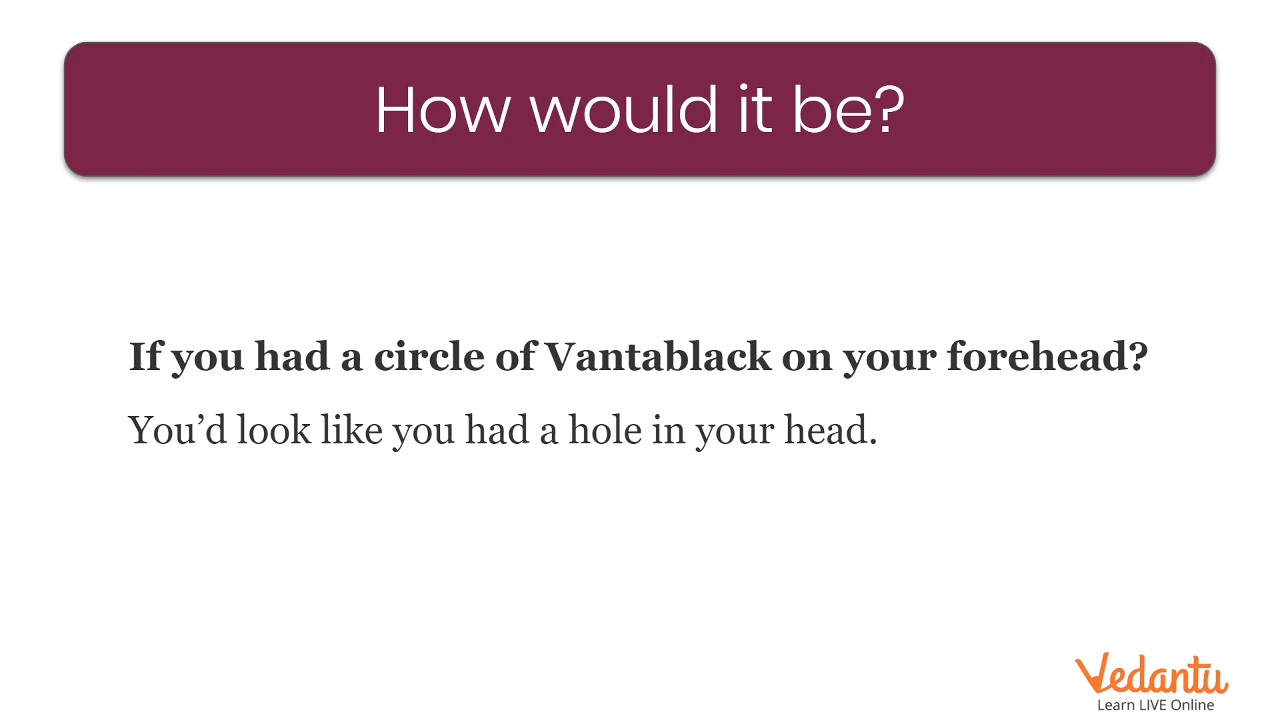 How would it be?
If you had a circle of Vantablack on your forehead?
You’d look like you had a hole in your head.
Vedantu
Learn LIVE Online